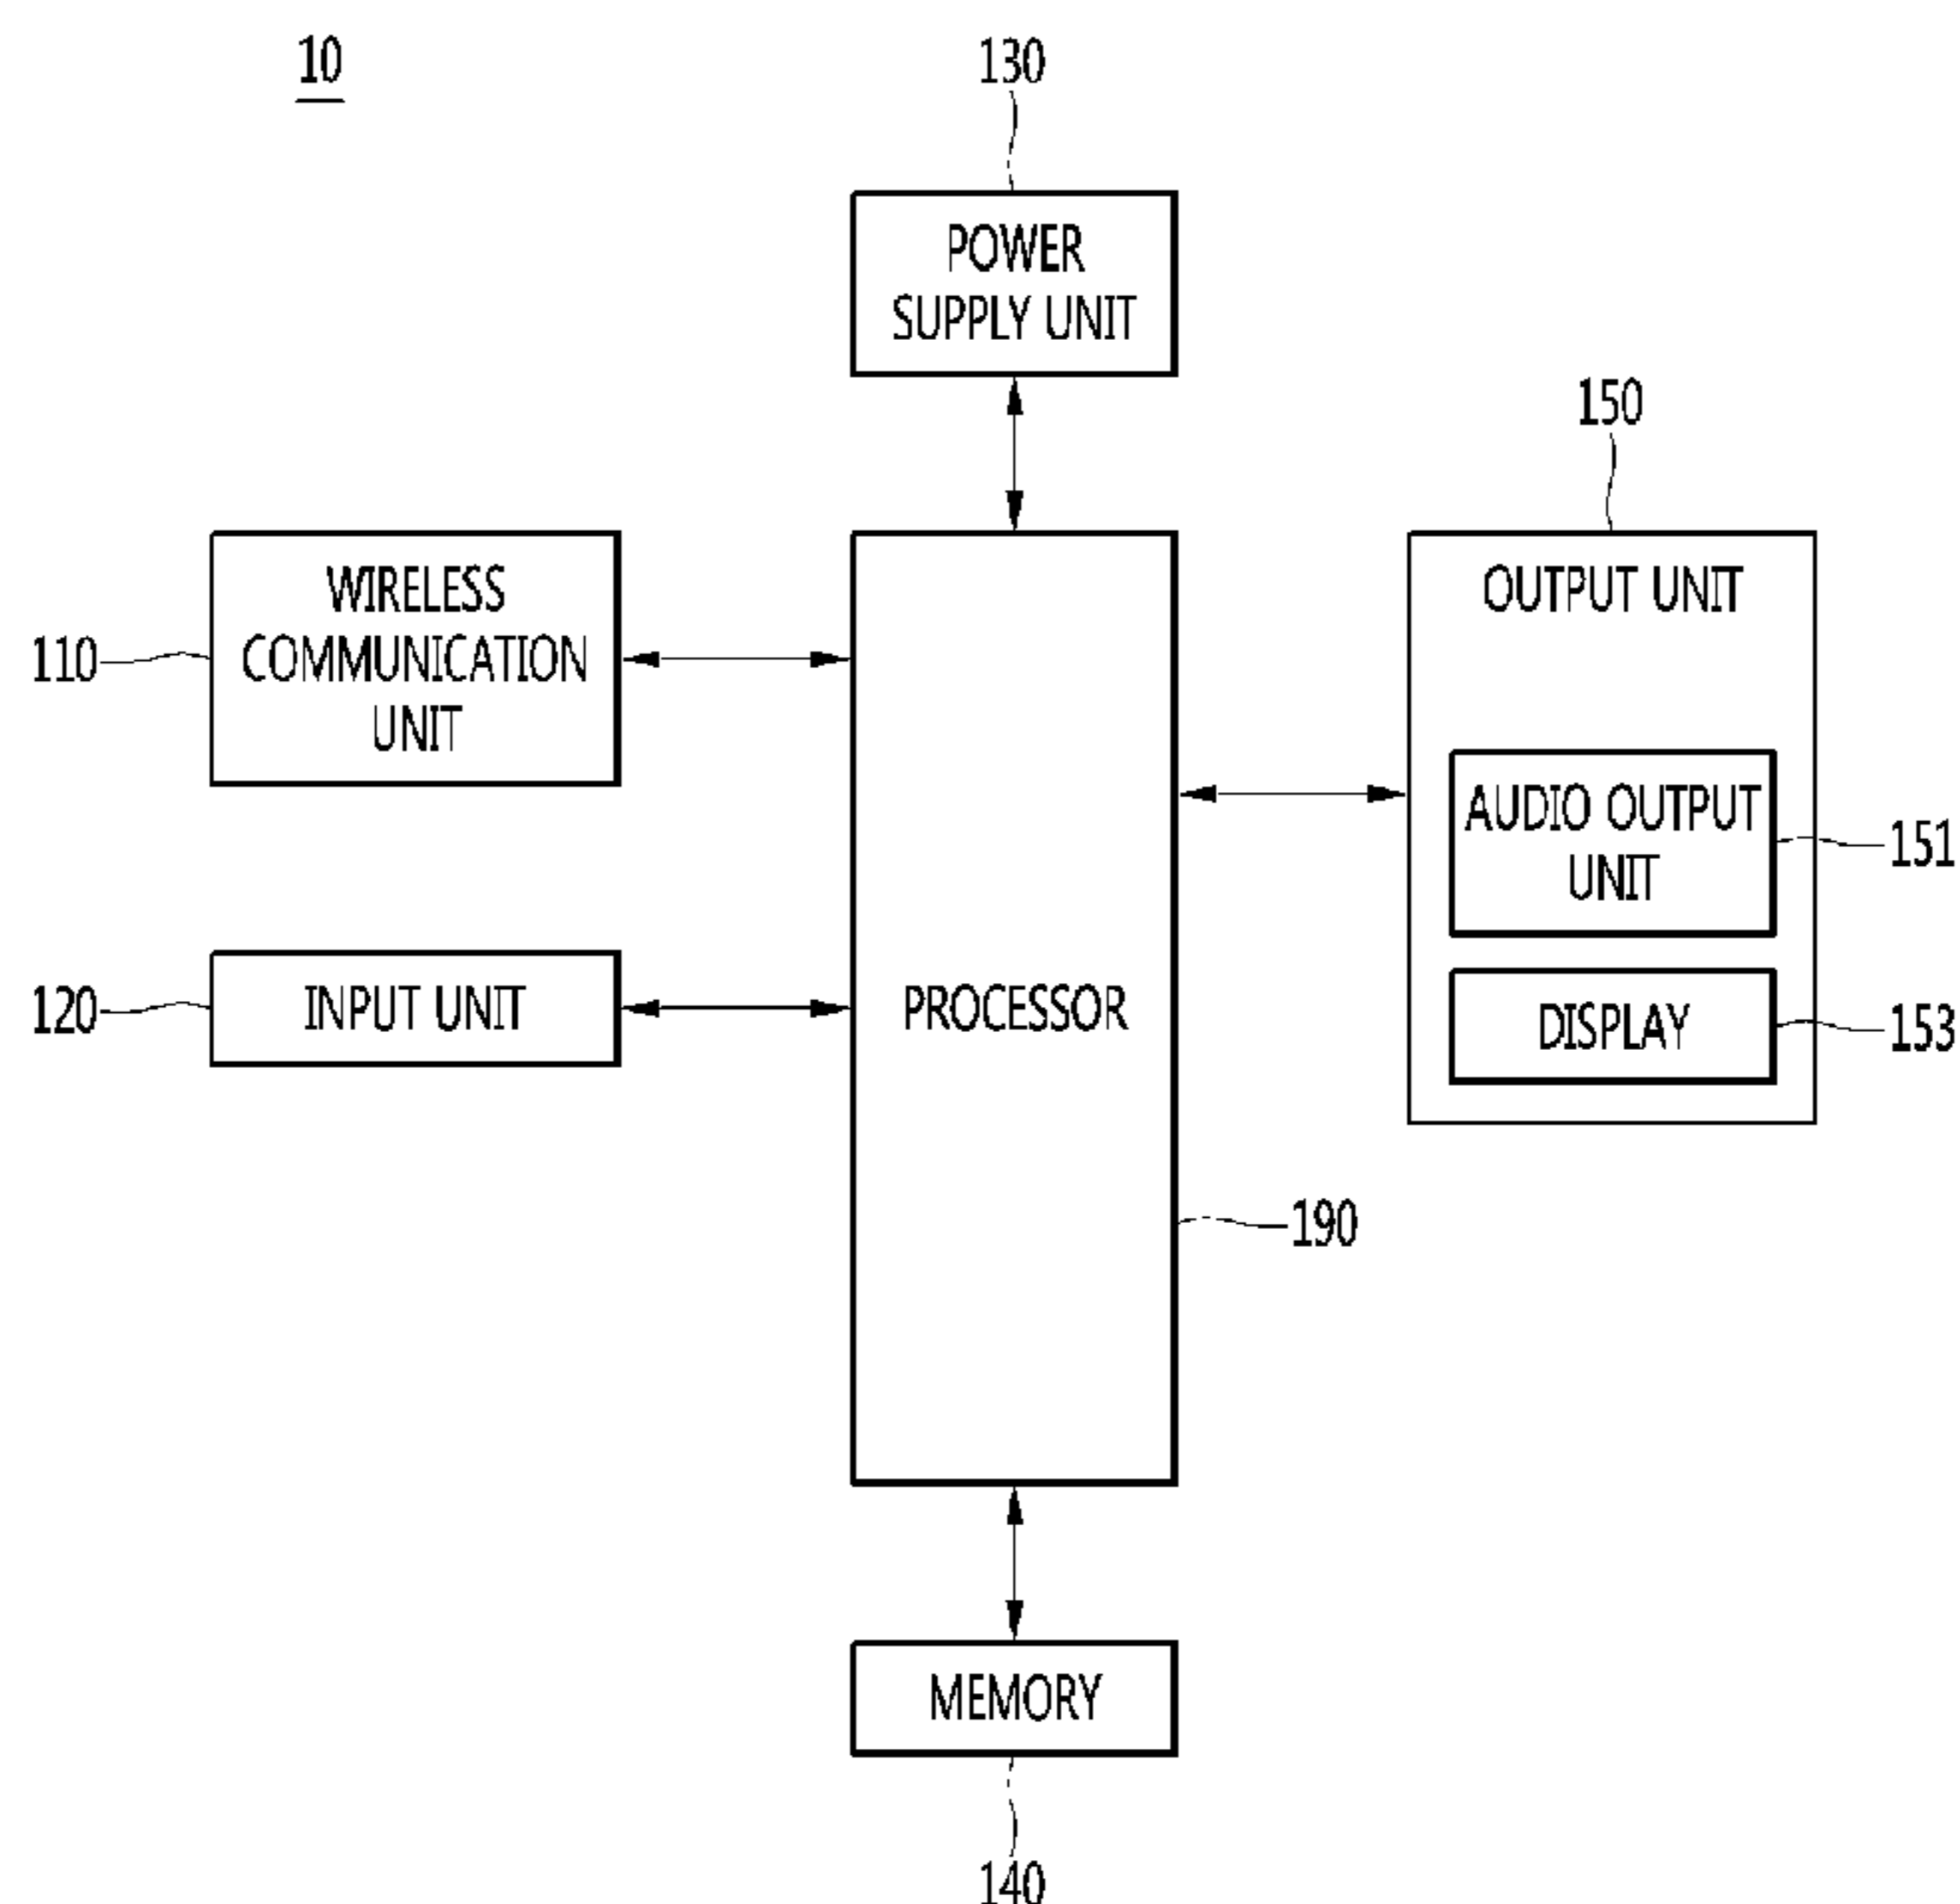 10
130
POWER
SUPPLY UNIT
150
WIRELESS
COMMUNICATION
UNIT
110
OUTPUT UNIT
AUDIO OUTPUT
UNIT
151
120
INPUT UNIT
PROCESSOR
DISPLAY
153
190
MEMORY
140